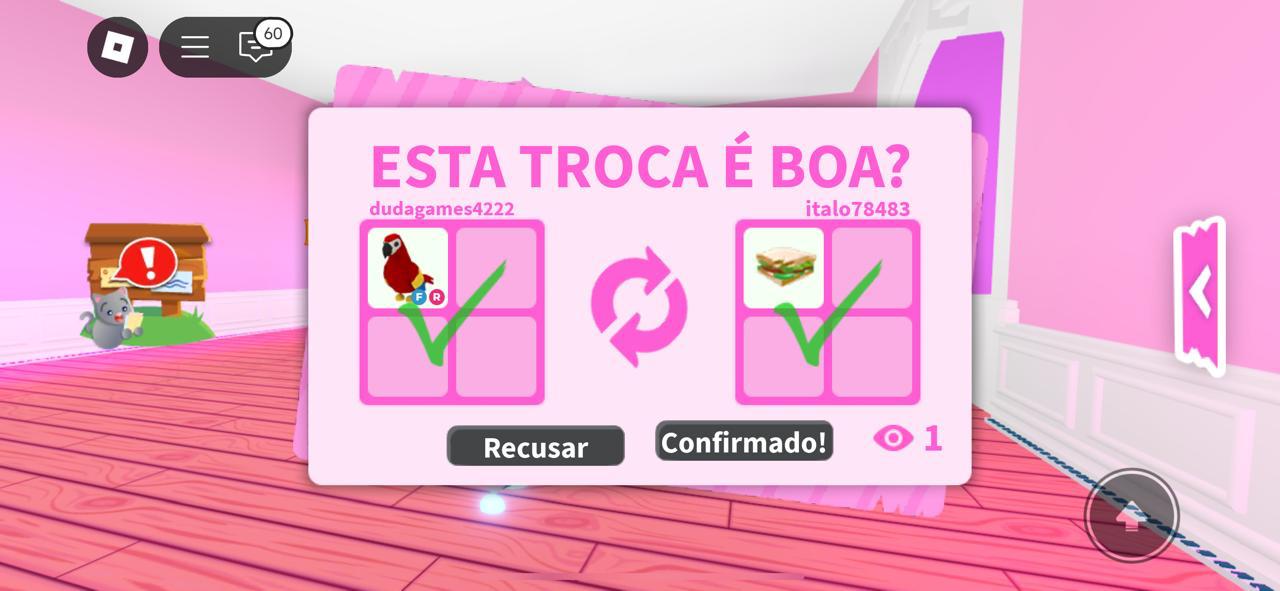 60
ESTA TROCA É BOA?
dudagames4222
italo78483
F R
Recusar
Confirmado!
1